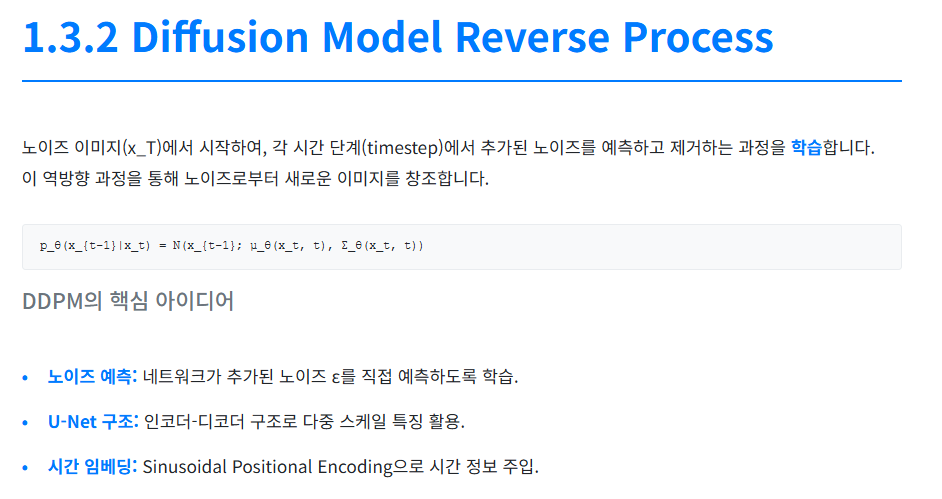 1.3.2 Diffusion Model Reverse Process
노이즈 이미지(x_T)에서 시작하여, 각 시간 단계(timestep)에서 추가된 노이즈를 예측하고 제거하는 과정을 학습합니다.
이 역방향 과정을 통해 노이즈로부터 새로운 이미지를 창조합니다.
p_θ(x_{t-1}|x_t) = N(x_{t-1}; μ_θ(x_t, t), Σ_θ(x_t, t))
DDPM의 핵심 아이디어
• 노이즈 예측: 네트워크가 추가된 노이즈 ε를 직접 예측하도록 학습.
• U-Net 구조: 인코더-디코더 구조로 다중 스케일 특징 활용.
• 시간 임베딩: Sinusoidal Positional Encoding으로 시간 정보 주입.